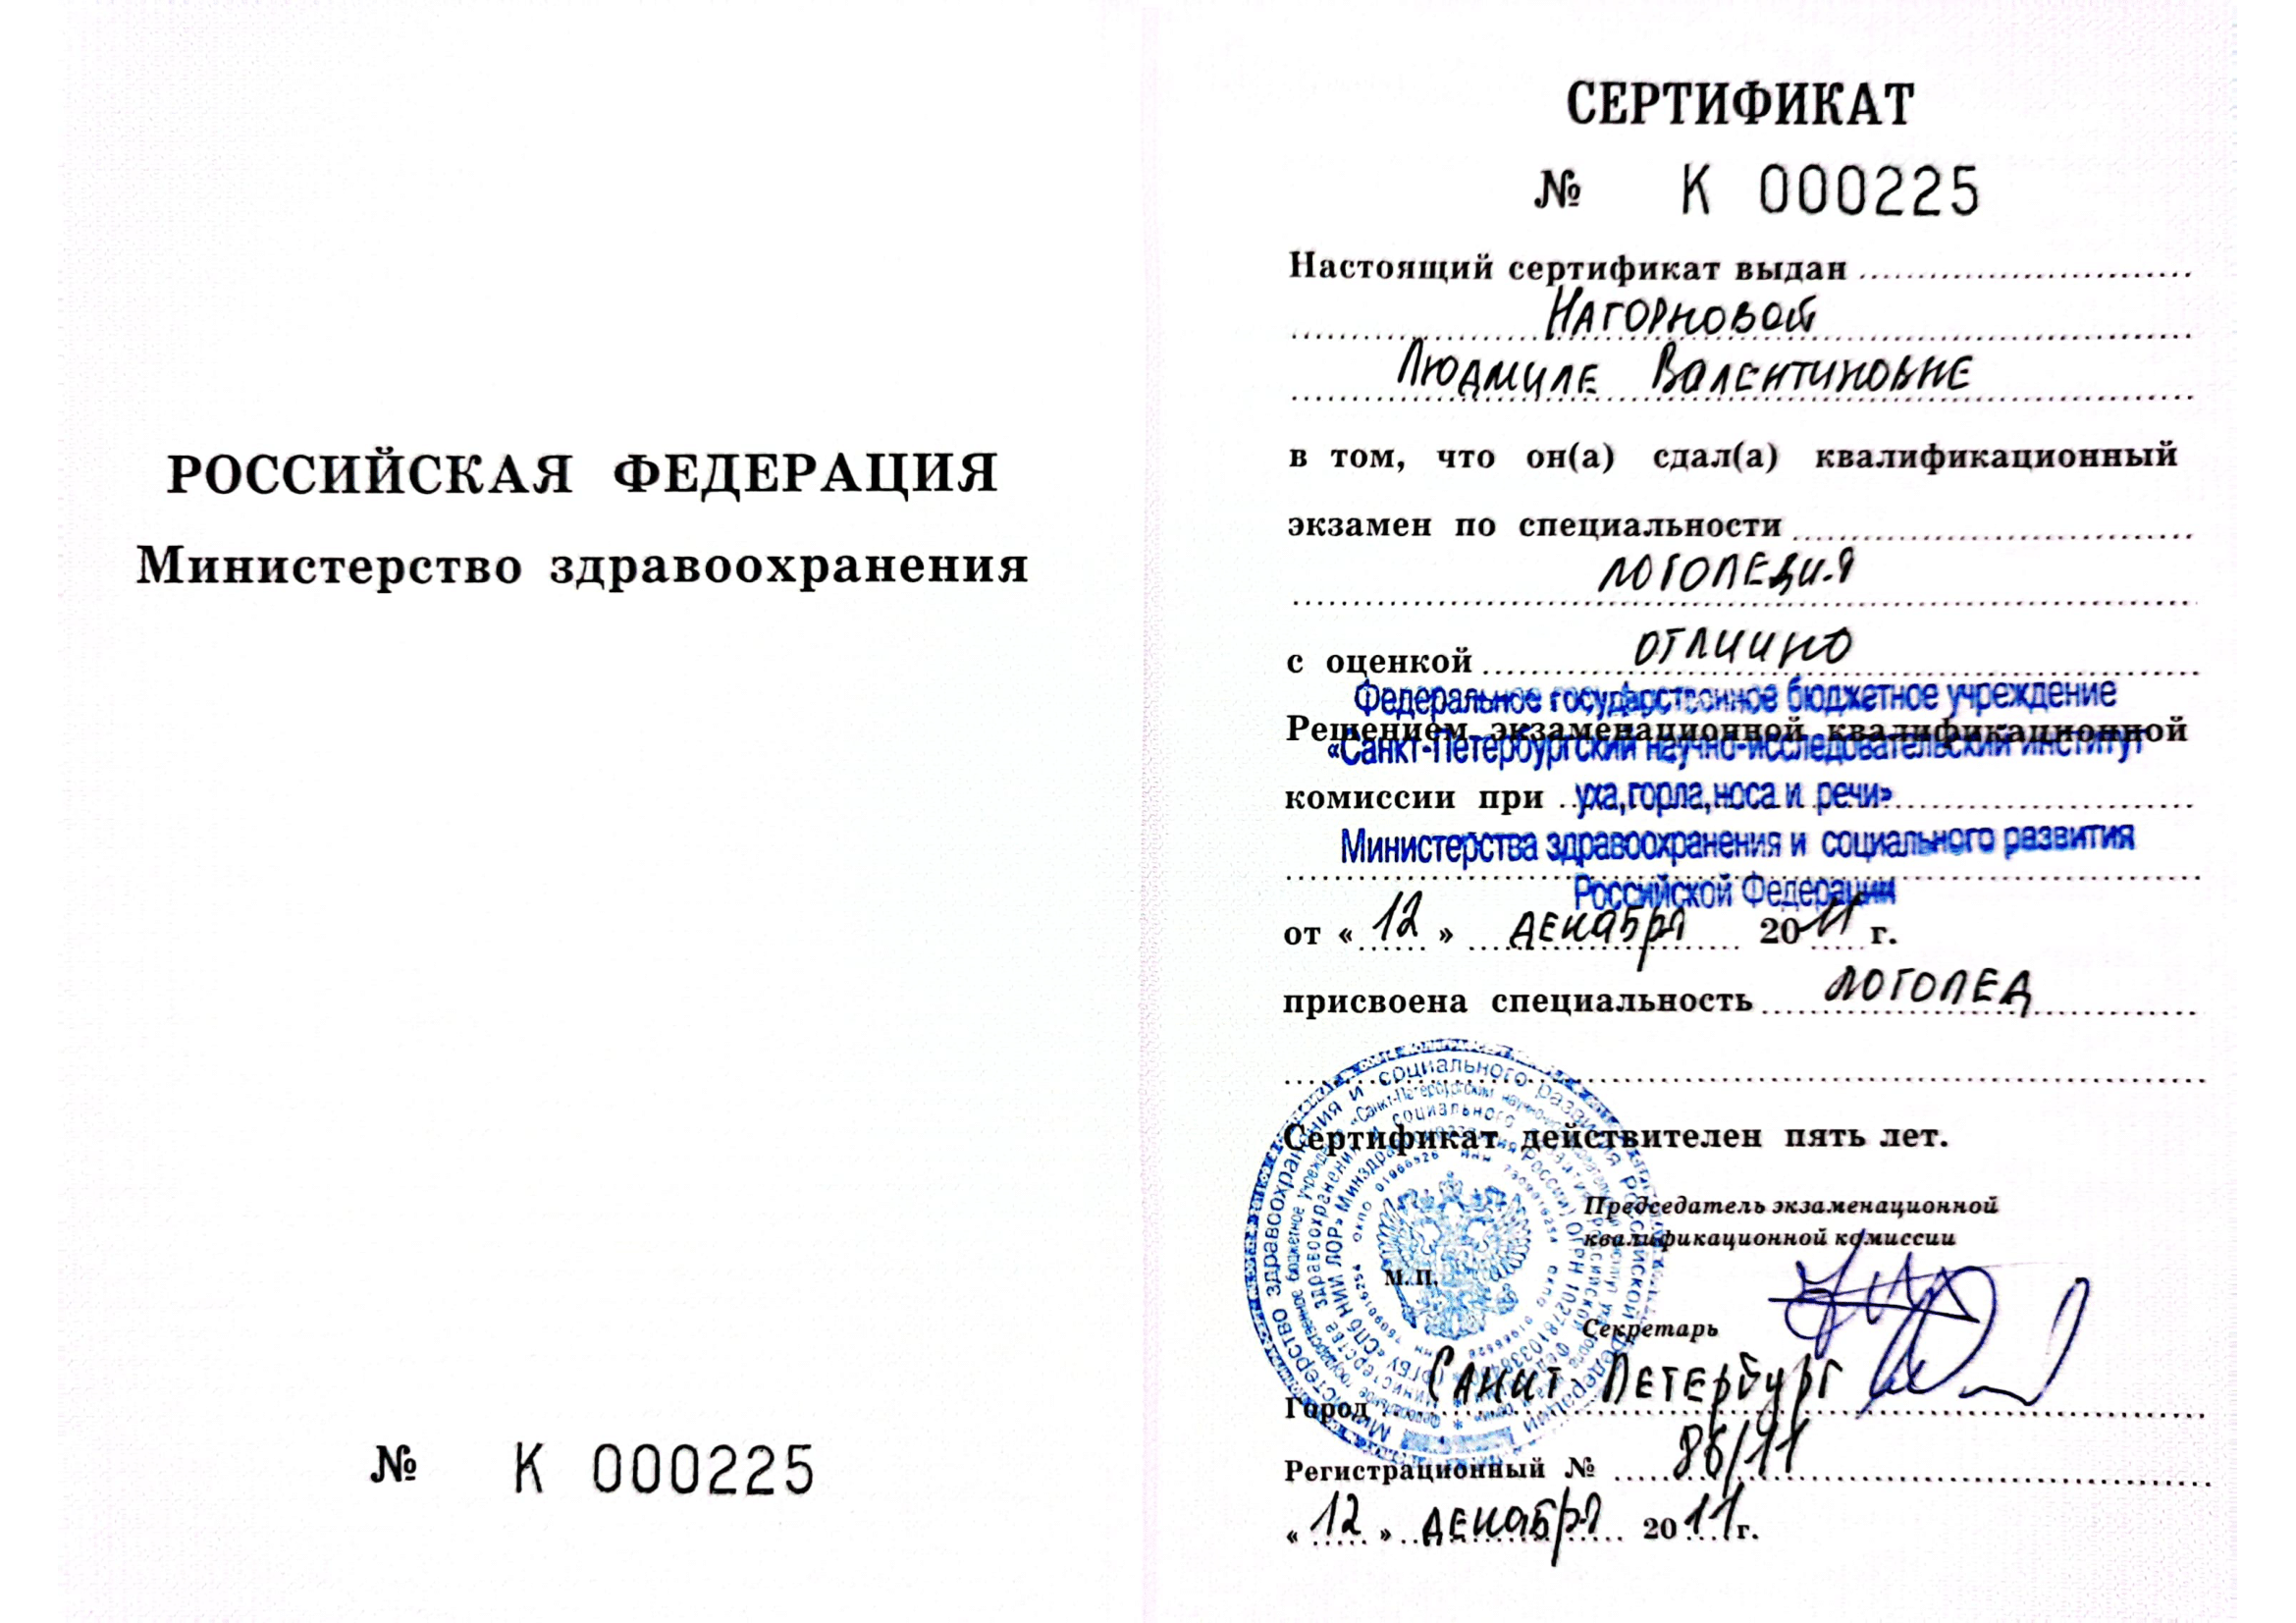 РОССИЙСКАЯ ФЕДЕРАЦИЯ
Министерство здравоохранения
№ К 000225
СЕРТИФИКАТ
№ К 000225
Настоящий сертификат выдан
Нагорновой
Людмиле Валентиновне
в том, что он(а) сдал(а) квалификационный
экзамен по специальности
логопедия
с оценкой отлично
Федеральное государственное бюджетное учреждение
Решением экзаменационной квалификационной
«Санкт-Петербургский научно-исследовательский институт
комиссии при уха,горла,носа и речи»
Министерства здравоохранения и социального развития
Российской Федерации
от « 12 » декабря 2011 г.
присвоена специальность логопед
Сертификат действителен пять лет.
Председатель экзаменационной
квалификационной комиссии
М. П.
Секретарь
Город Санкт-Петербург
Регистрационный № 86/11
« 12 » декабря 2011г.